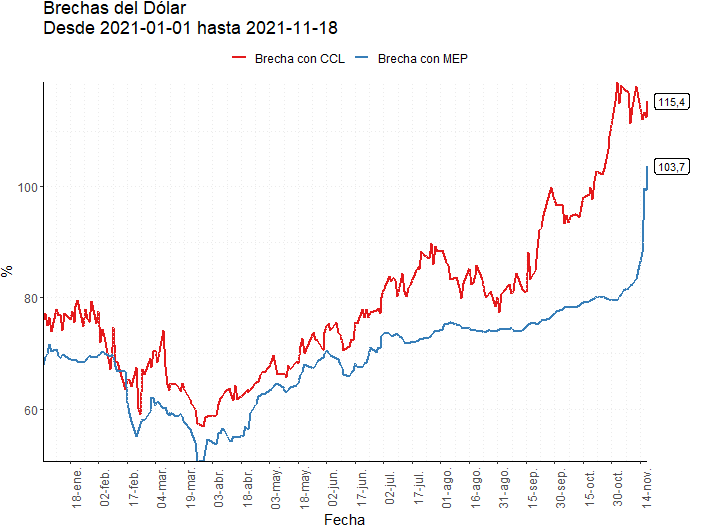 Brechas del Dólar
Desde 2021-01-01 hasta 2021-11-18
Brecha con CCL
Brecha con MEP
115,4
103,7
100
80
60
%
18-ene.
02-feb.
17-feb.
04-mar.
19-mar.
03-abr.
18-abr.
03-may.
18-may.
02-jun.
17-jun.
02-jul.
17-jul.
01-ago.
16-ago.
31-ago.
15-sep.
30-sep.
15-oct.
30-oct.
14-nov.
Fecha